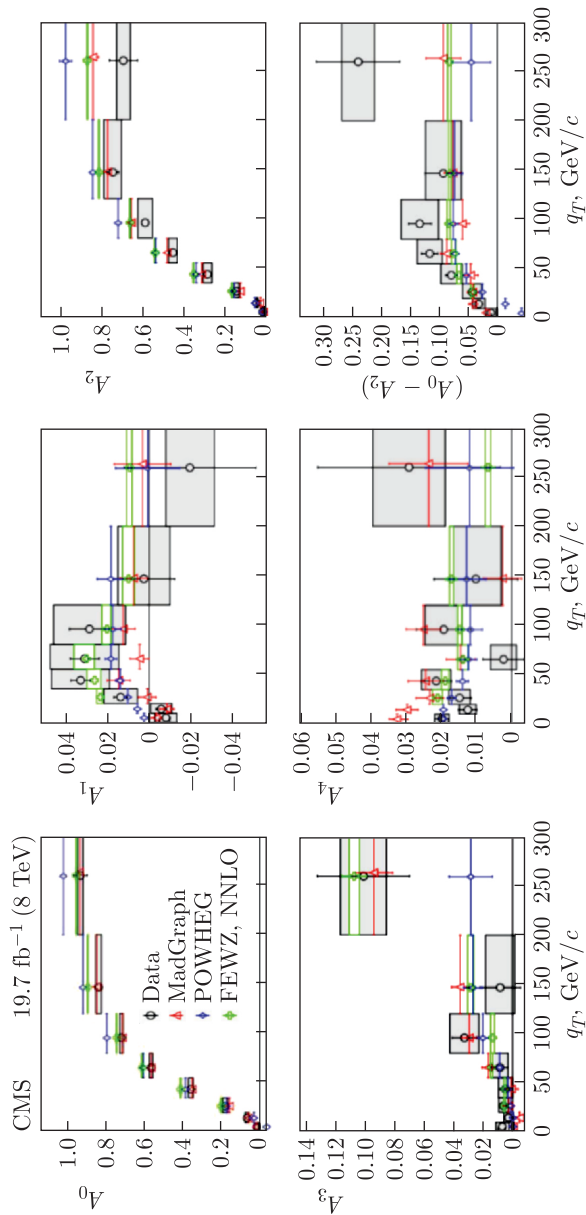 CMS 19.7 fb⁻¹ (8 TeV)
A₀
1.0
0.8
0.6
0.4
0.2
0
Data
MadGraph
POWHEG
FEWZ, NNLO
A₁
0.04
0.02
0
−0.02
−0.04
A₂
1.0
0.8
0.6
0.4
0.2
0
A₃
0.14
0.12
0.10
0.08
0.06
0.04
0.02
0
0 50 100 150 200 250 300
q_T, GeV/c
A₄
0.06
0.05
0.04
0.03
0.02
0.01
0
0 50 100 150 200 250 300
q_T, GeV/c
(A₀ − A₂)
0.30
0.25
0.20
0.15
0.10
0.05
0
0 50 100 150 200 250 300
q_T, GeV/c